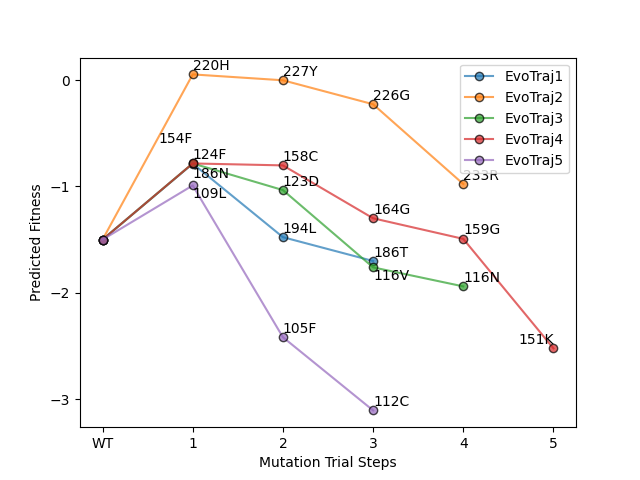 220H
227Y
226G
233R
154F
124F
186N
109L
158C
123D
194L
164G
186T
116V
159G
116N
151K
105F
112C
EvoTraj1
EvoTraj2
EvoTraj3
EvoTraj4
EvoTraj5
0
−1
−2
−3
Predicted Fitness
WT 1 2 3 4 5
Mutation Trial Steps